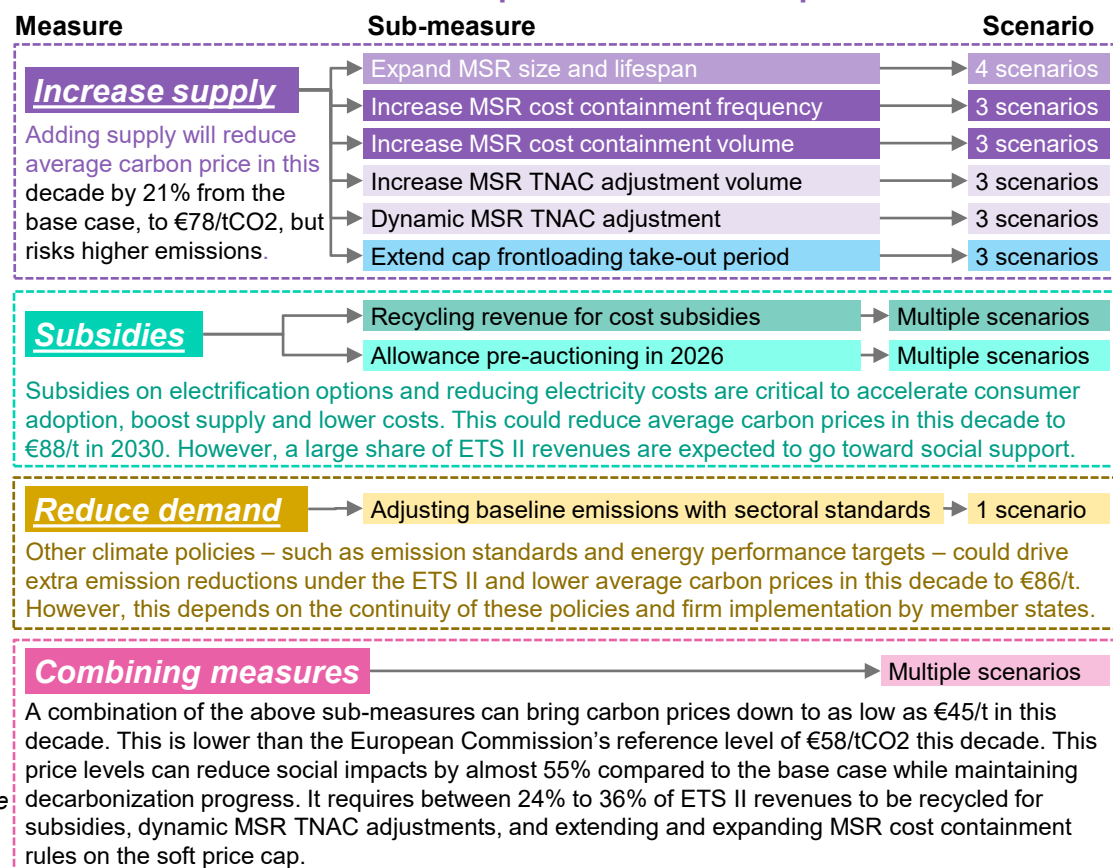 Measure Sub-measure Scenario
Increase supply
Adding supply will reduce
average carbon price in this
decade by 21% from the
base case, to €78/tCO2, but
risks higher emissions.
Expand MSR size and lifespan 4 scenarios
Increase MSR cost containment frequency 3 scenarios
Increase MSR cost containment volume 3 scenarios
Increase MSR TNAC adjustment volume 3 scenarios
Dynamic MSR TNAC adjustment 3 scenarios
Extend cap frontloading take-out period 3 scenarios
Subsidies
Recycling revenue for cost subsidies Multiple scenarios
Allowance pre-auctioning in 2026 Multiple scenarios
Subsidies on electrification options and reducing electricity costs are critical to accelerate consumer
adoption, boost supply and lower costs. This could reduce average carbon prices in this decade to
€88/t in 2030. However, a large share of ETS II revenues are expected to go toward social support.
Reduce demand Adjusting baseline emissions with sectoral standards 1 scenario
Other climate policies – such as emission standards and energy performance targets – could drive
extra emission reductions under the ETS II and lower average carbon prices in this decade to €86/t.
However, this depends on the continuity of these policies and firm implementation by member states.
Combining measures Multiple scenarios
A combination of the above sub-measures can bring carbon prices down to as low as €45/t in this
decade. This is lower than the European Commission's reference level of €58/tCO2 this decade. This
price levels can reduce social impacts by almost 55% compared to the base case while maintaining
decarbonization progress. It requires between 24% to 36% of ETS II revenues to be recycled for
subsidies, dynamic MSR TNAC adjustments, and extending and expanding MSR cost containment
rules on the soft price cap.